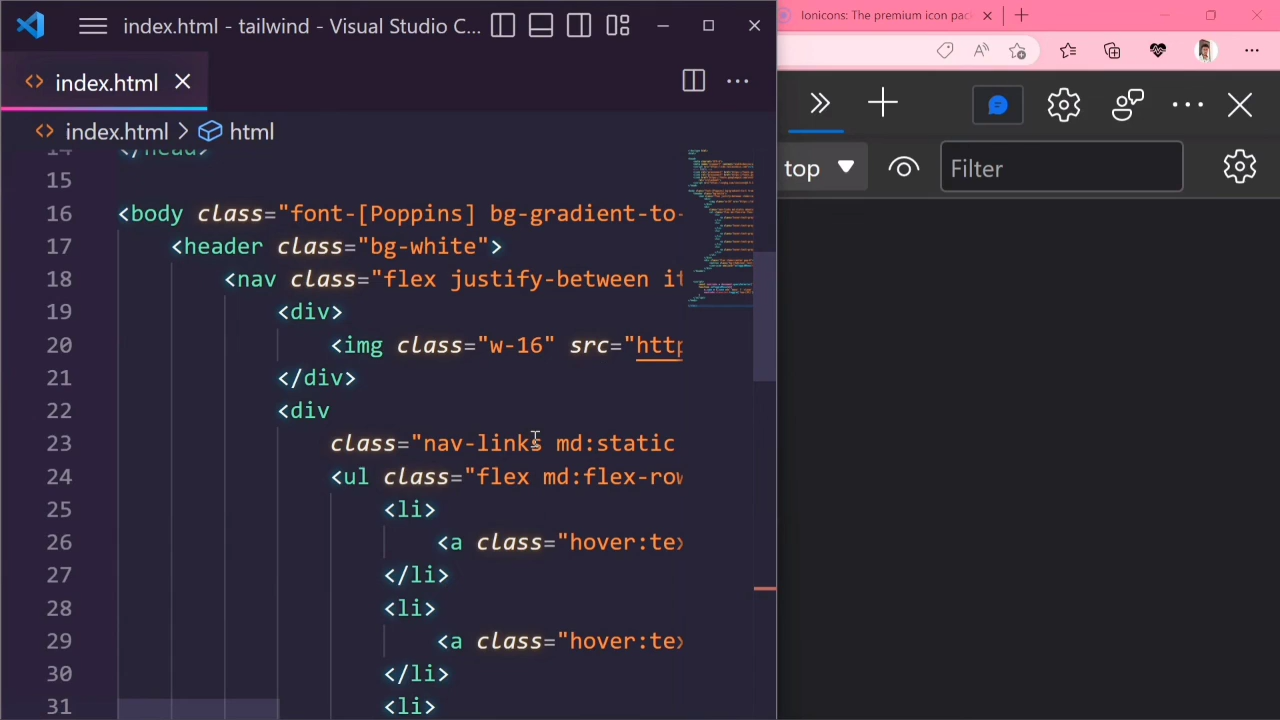 index.html - tailwind - Visual Studio C...
index.html
index.html > html
14 </head>
15
16 <body class="font-[Poppins] bg-gradient-to-
17 <header class="bg-white">
18 <nav class="flex justify-between it
19 <div>
20 <img class="w-16" src="http
21 </div>
22 <div
23 class="nav-links md:static
24 <ul class="flex md:flex-row
25 <li>
26 <a class="hover:tex
27 </li>
28 <li>
29 <a class="hover:tex
30 </li>
31 <li>
Ionicons: The premium icon pac
top
Filter